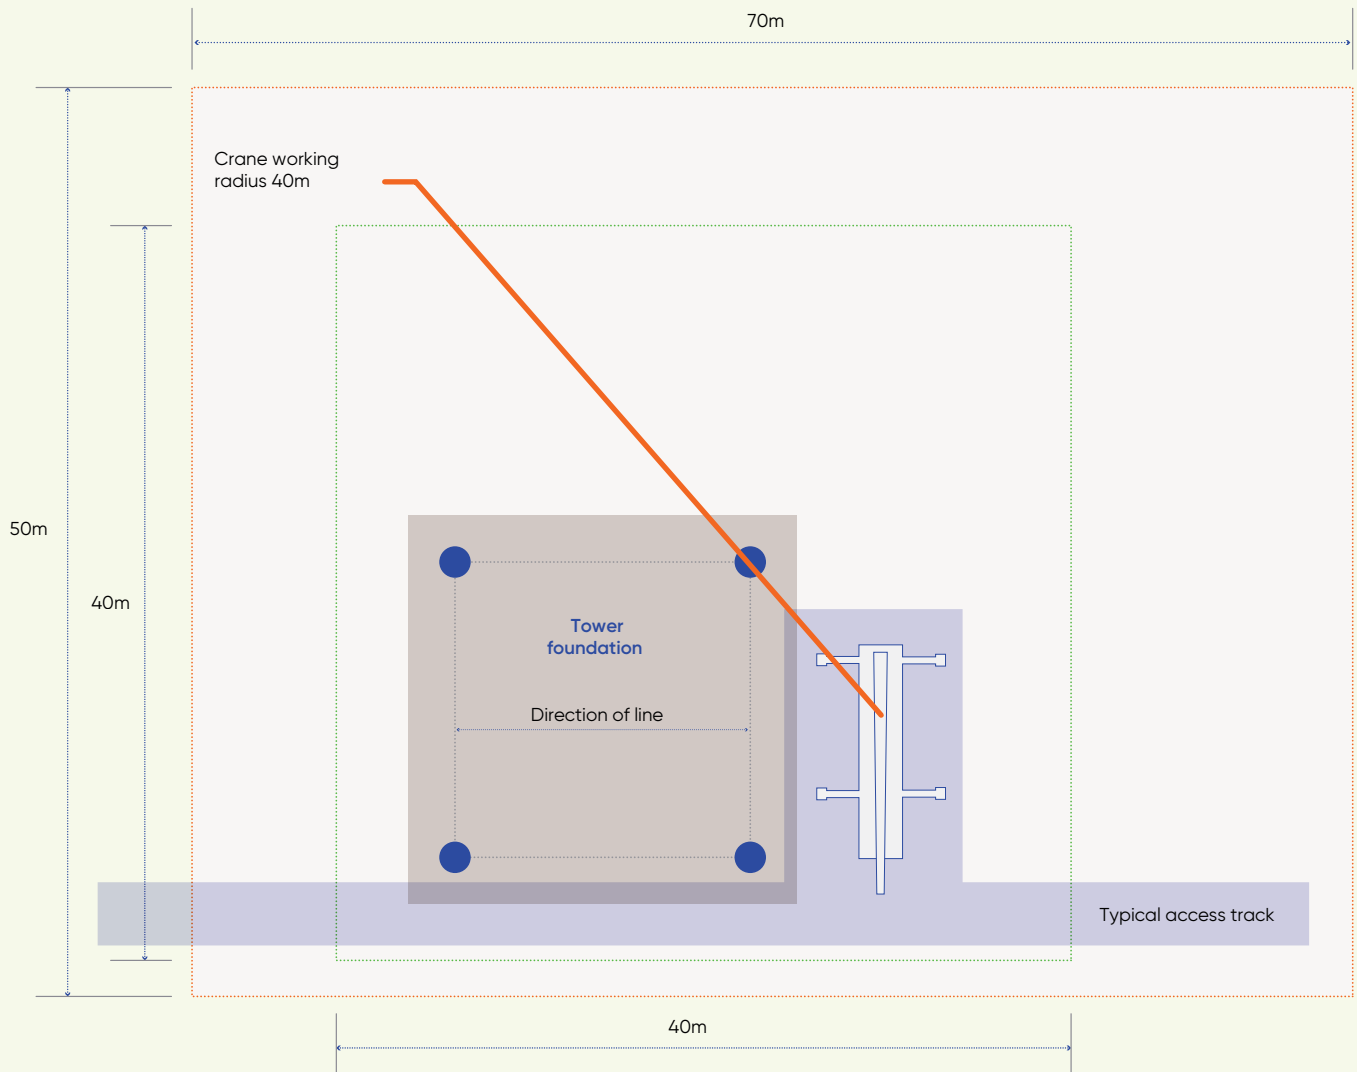 70m
Crane working
radius 40m
50m
40m
Tower
foundation
Direction of line
Typical access track
40m